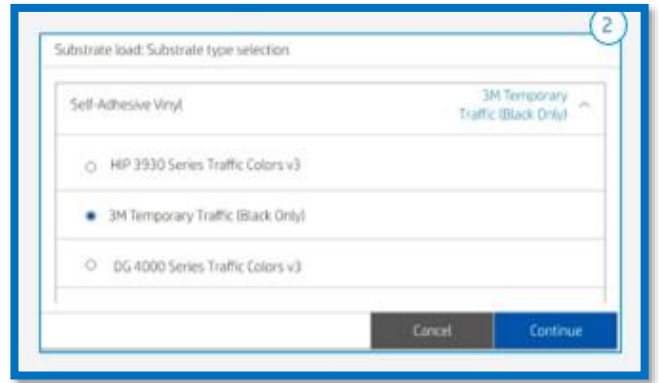 2
Substrate load: Substrate type selection
Self-Adhesive Vinyl
3M Temporary
Traffic (Black Only)
HIP 3930 Series Traffic Colors v3
3M Temporary Traffic (Black Only)
DG 4000 Series Traffic Colors v3
Cancel
Continue